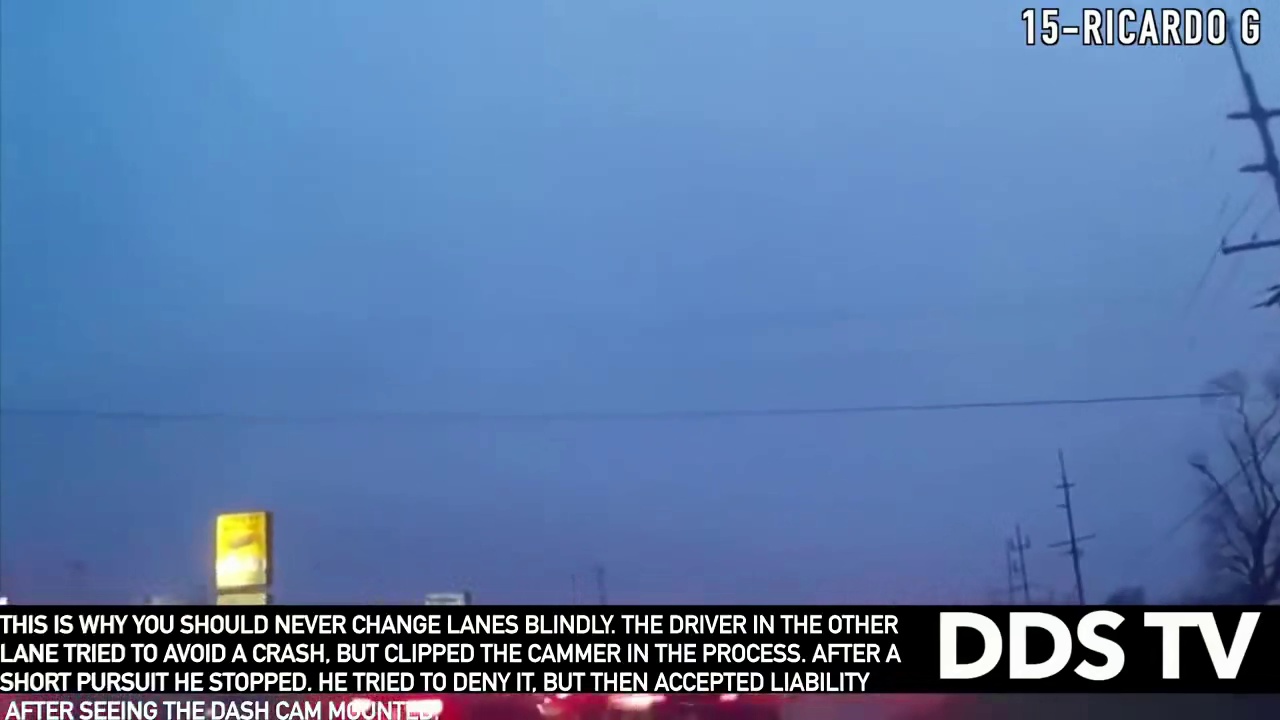 15-RICARDO G
THIS IS WHY YOU SHOULD NEVER CHANGE LANES BLINDLY. THE DRIVER IN THE OTHER
LANE TRIED TO AVOID A CRASH, BUT CLIPPED THE CAMMER IN THE PROCESS. AFTER A
SHORT PURSUIT HE STOPPED. HE TRIED TO DENY IT, BUT THEN ACCEPTED LIABILITY
AFTER SEEING THE DASH CAM MOUNTED.
DDS TV